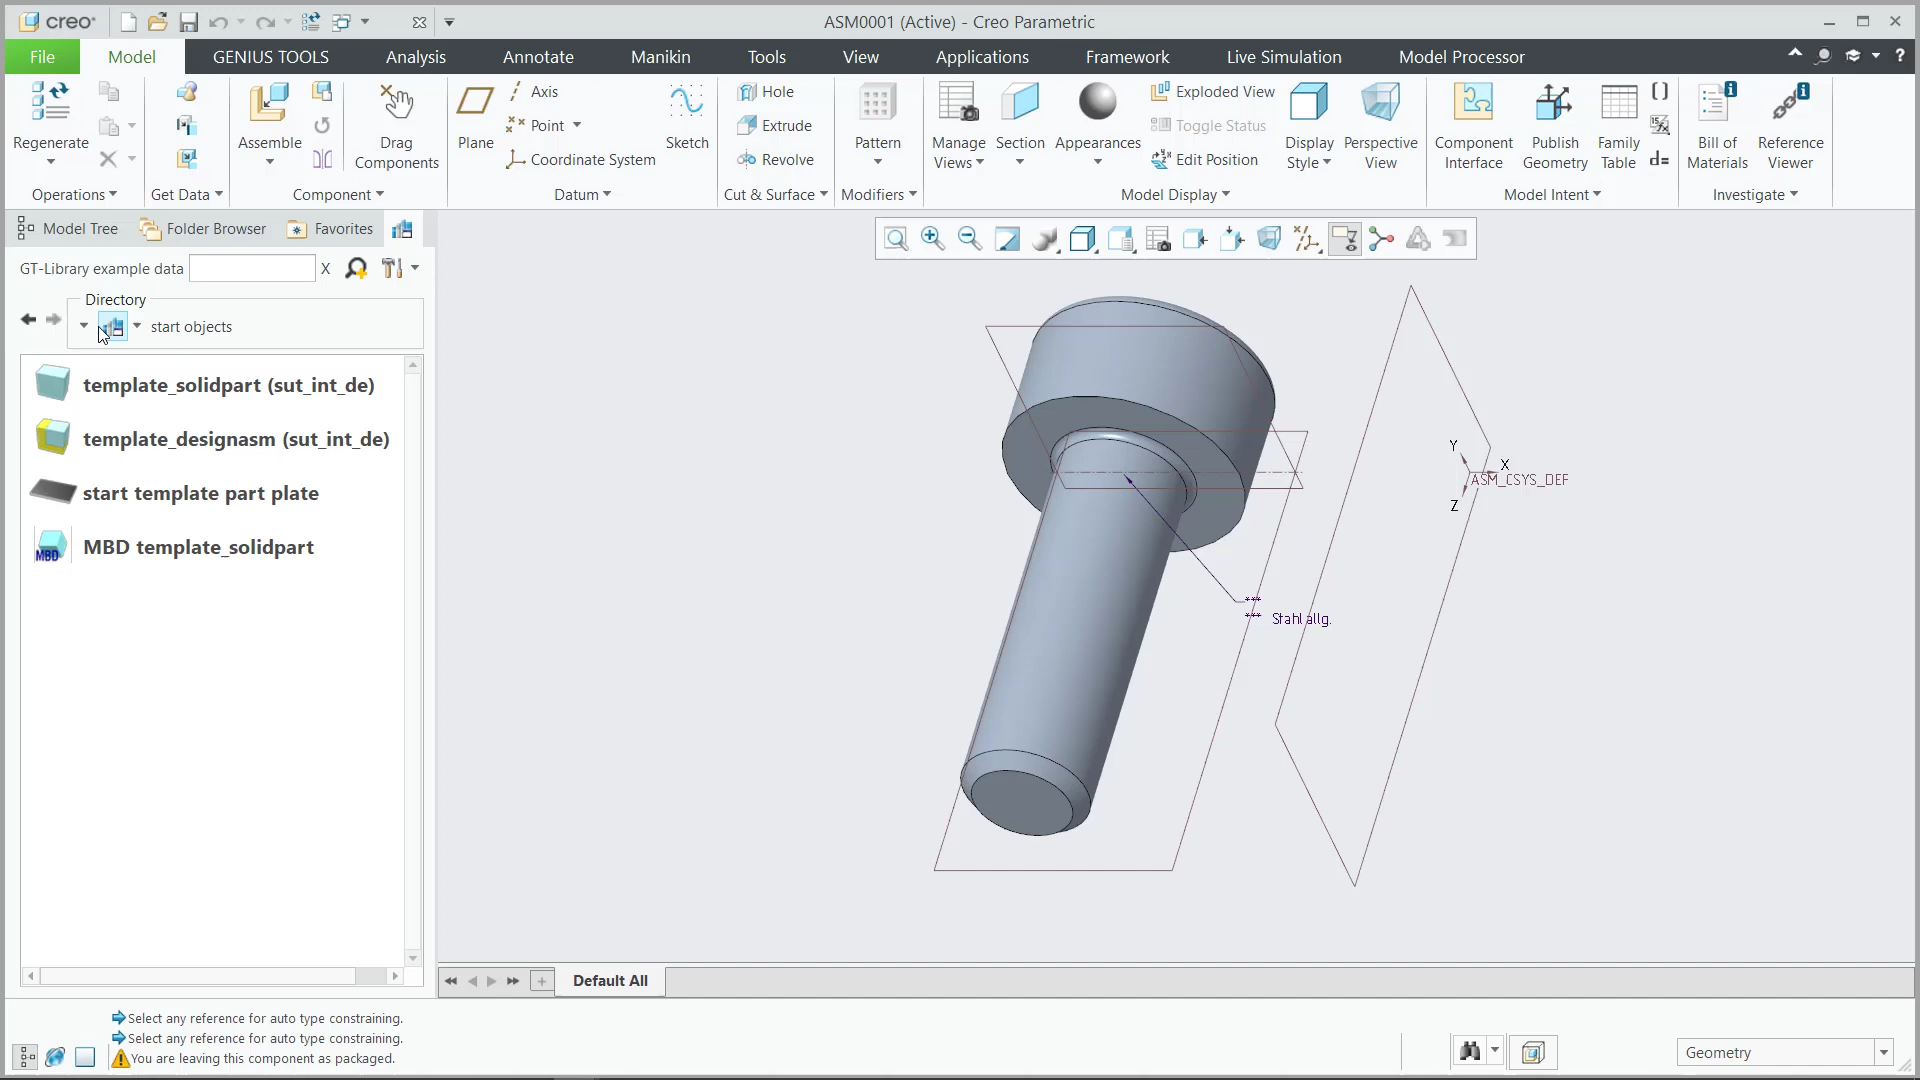 creo
ASM0001 (Active) - Creo Parametric
File
Model
GENIUS TOOLS
Analysis
Annotate
Manikin
Tools
View
Applications
Framework
Live Simulation
Model Processor
?
Regenerate
Operations
Get Data
Assemble
Drag Components
Component
Plane
Axis
Point
Coordinate System
Sketch
Datum
Hole
Extrude
Revolve
Cut & Surface
Pattern
Modifiers
Manage Views
Section
Appearances
Exploded View
Toggle Status
Edit Position
Display Style
Perspective View
Model Display
Component Interface
Publish Geometry
Family Table
d=
Model Intent
Bill of Materials
Reference Viewer
Investigate
Model Tree
Folder Browser
Favorites
GT-Library example data
X
Directory
start objects
template_solidpart (sut_int_de)
template_designasm (sut_int_de)
start template part plate
MBD
MBD template_solidpart
Y
X
ASM_CSYS_DEF
Z
***
***
Stahl allg.
Default All
Select any reference for auto type constraining.
Select any reference for auto type constraining.
You are leaving this component as packaged.
Geometry